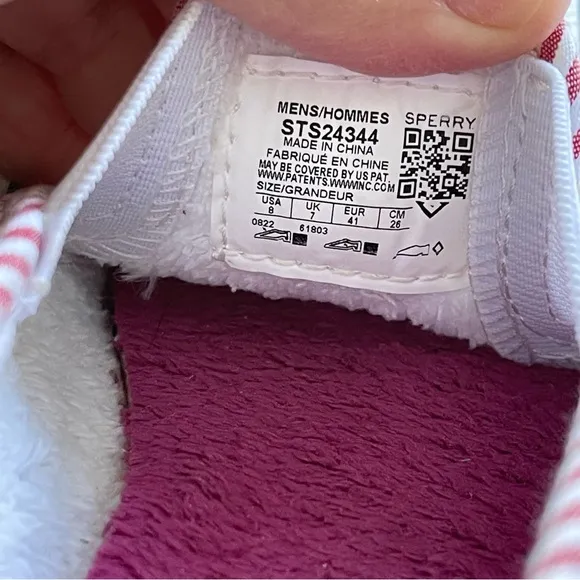 MENS/HOMMES SPERRY
STS24344
MADE IN CHINA
FABRIQUÉ EN CHINE
MAY BE COVERED BY US PAT.
WWW.PATENTS.WWWINC.COM
SIZE/GRANDEUR
USA UK EUR CM
8 7 41 26
0822 61803